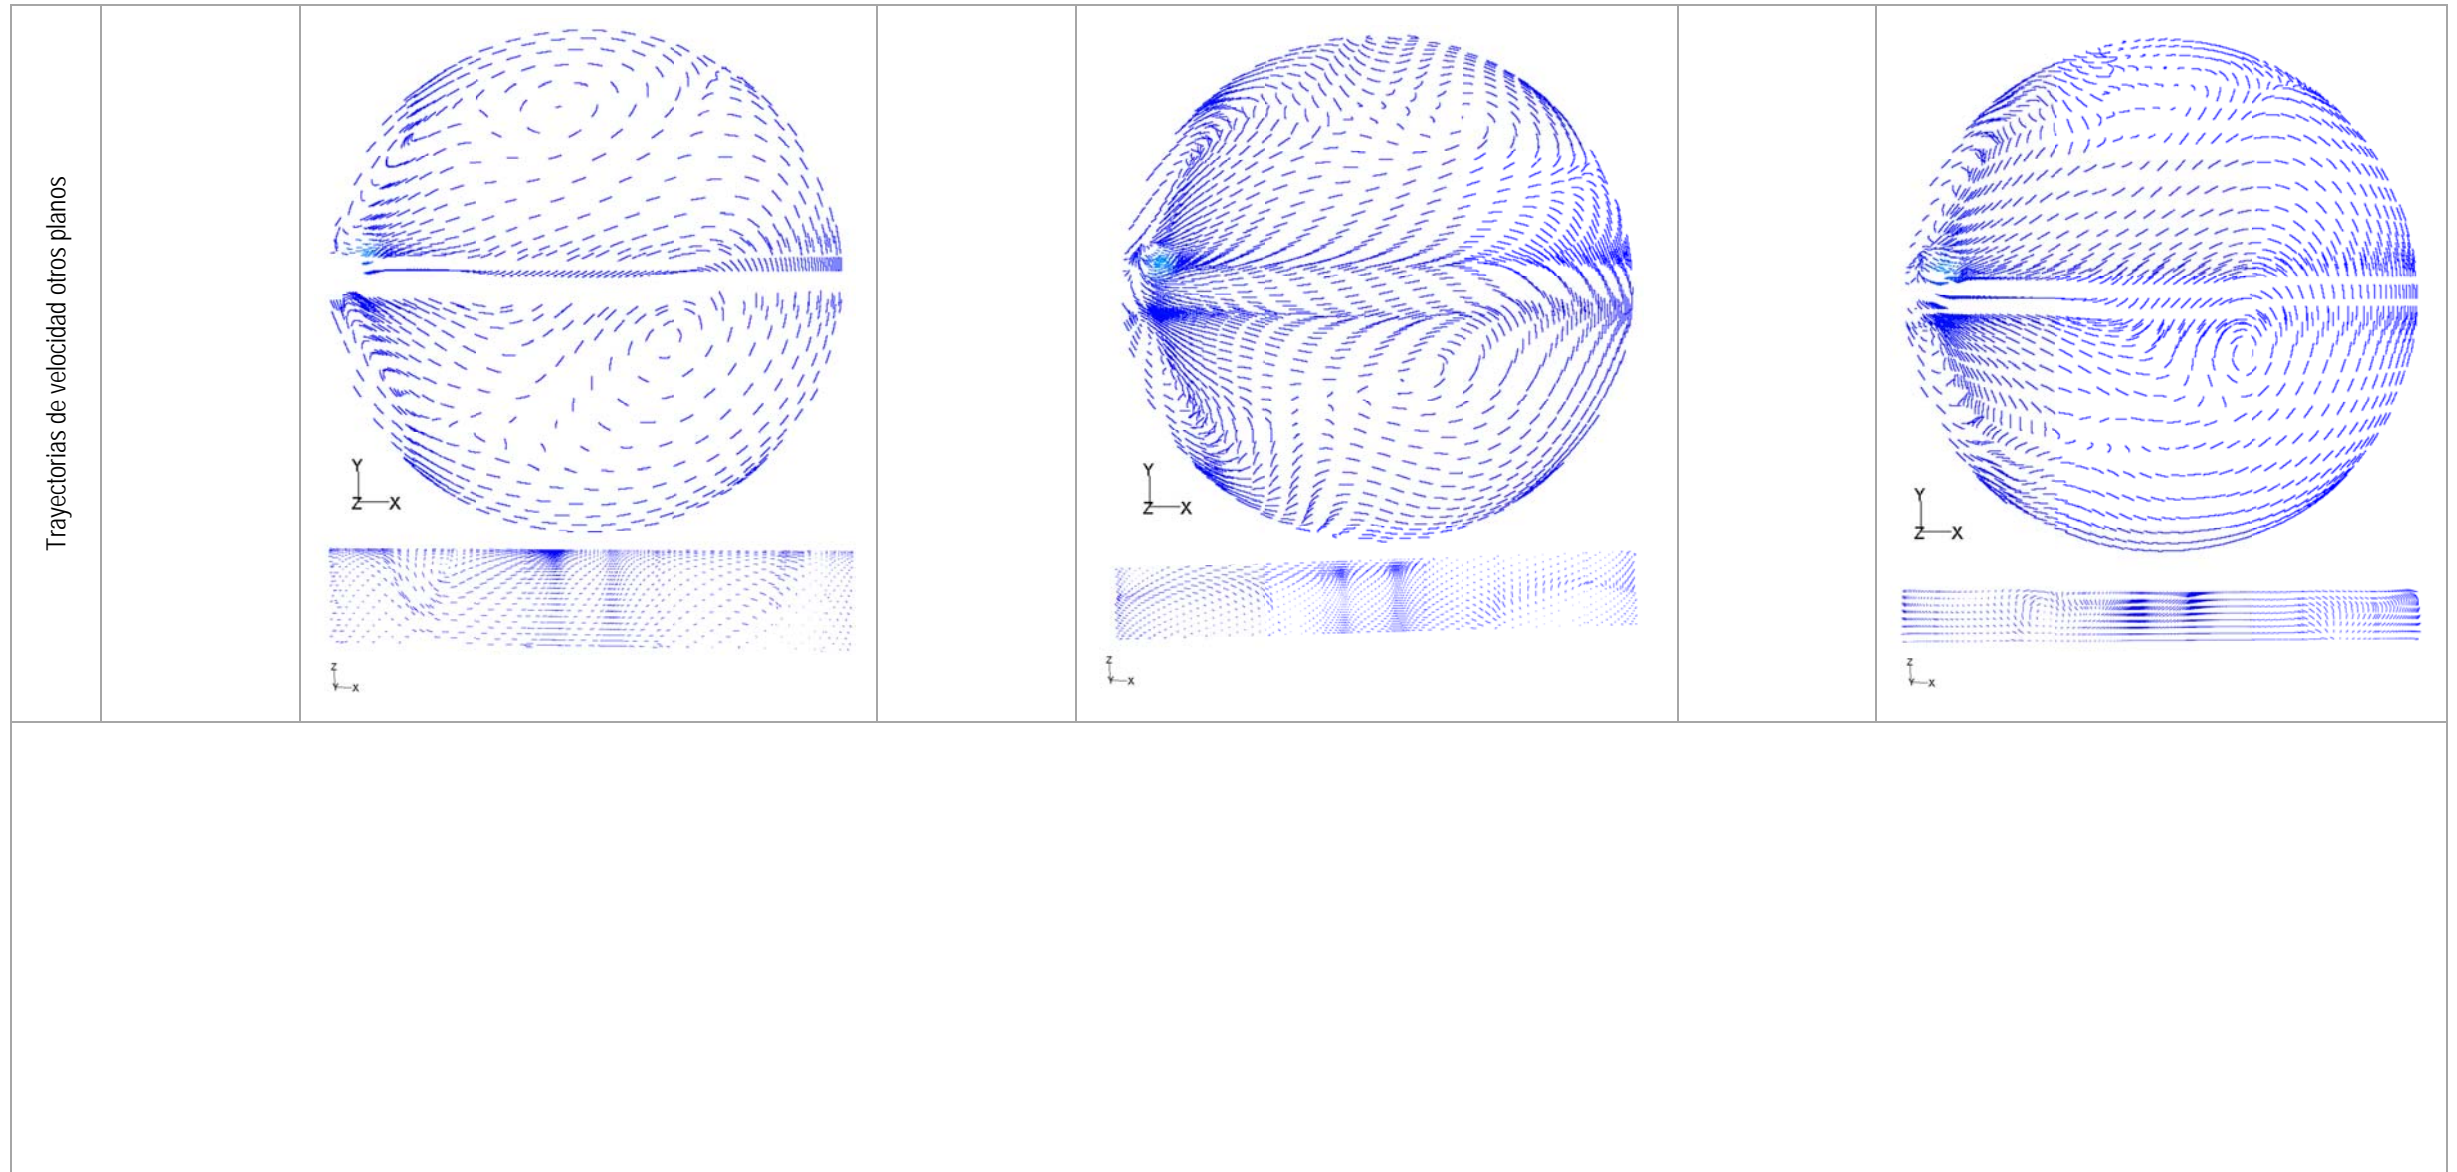 Trayectorias de velocidad otros planos
Y
Z X
Y
Z X
Y
Z X
Z
Y X
Z
Y X
Z
Y X